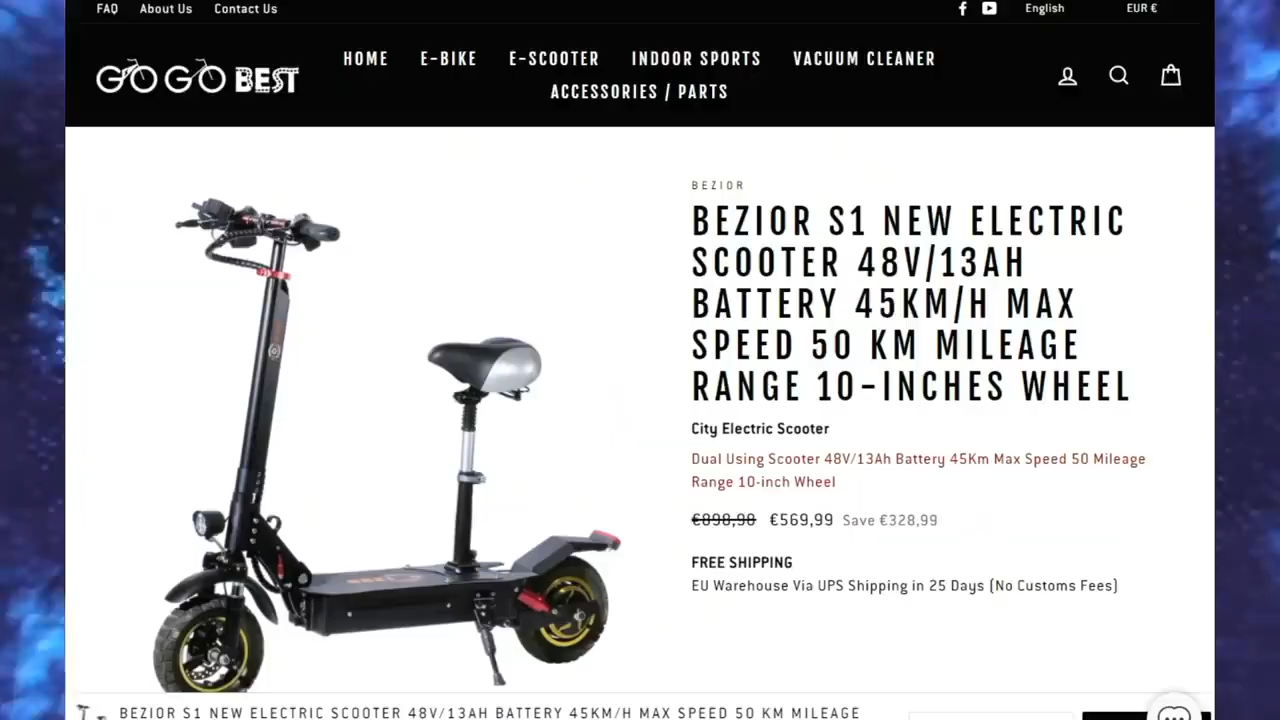 FAQ About Us Contact Us English EUR €
GO GO BEST
HOME E-BIKE E-SCOOTER INDOOR SPORTS VACUUM CLEANER
ACCESSORIES / PARTS
BEZIOR
BEZIOR S1 NEW ELECTRIC
SCOOTER 48V/13AH
BATTERY 45KM/H MAX
SPEED 50 KM MILEAGE
RANGE 10-INCHES WHEEL
City Electric Scooter
Dual Using Scooter 48V/13Ah Battery 45Km Max Speed 50 Mileage
Range 10-inch Wheel
€898,98 €569,99 Save €328,99
FREE SHIPPING
EU Warehouse Via UPS Shipping in 25 Days (No Customs Fees)
BEZIOR S1 NEW ELECTRIC SCOOTER 48V/13AH BATTERY 45KM/H MAX SPEED 50 KM MILEAGE